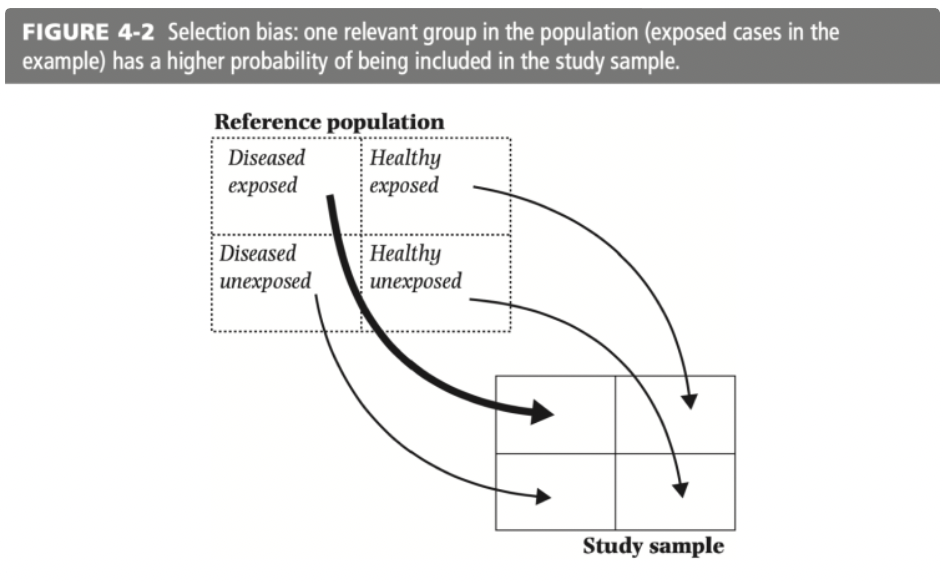 FIGURE 4-2 Selection bias: one relevant group in the population (exposed cases in the
example) has a higher probability of being included in the study sample.
Reference population
Diseased
exposed
Healthy
exposed
Diseased
unexposed
Healthy
unexposed
Study sample